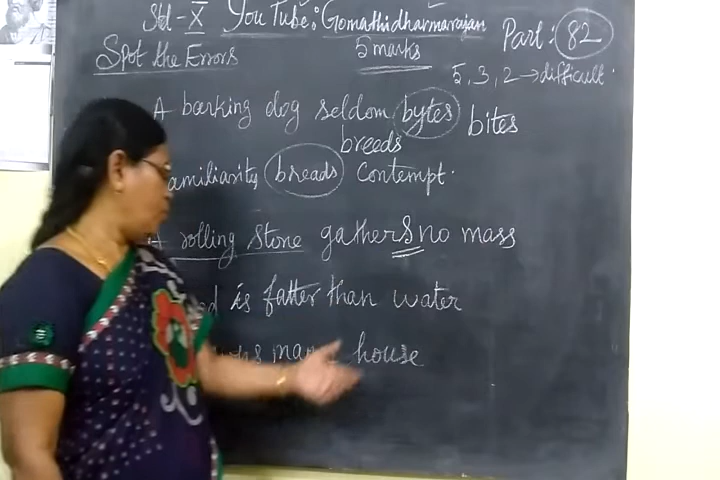 Std - X YouTube: Gomathidharmarajan
5 marks Part: 82
Spot the Errors
5, 3, 2 → difficult.
A barking dog seldom bytes bites
breeds
amiliarity breads contempt.
A rolling stone gathers no mass
is fatter than water
house